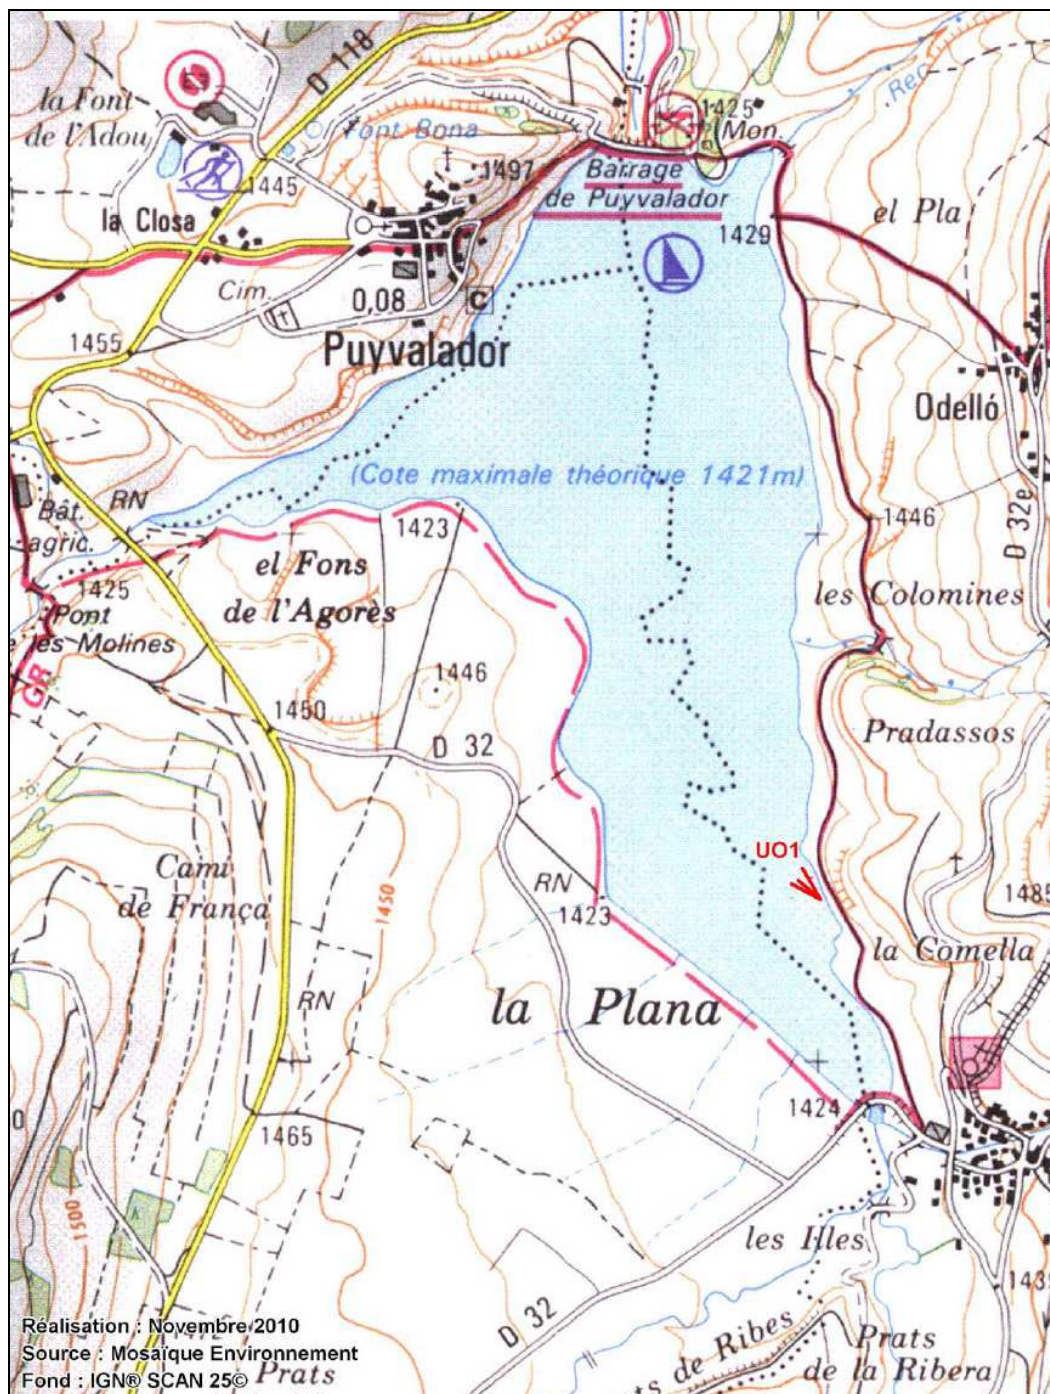 D 118
la Font
de l'Adou
Font Bona
1425
Mon.
Rec
1445
1497
Barrage
de Puyvalador
la Closa
el Pla
1429
Cim.
0,08
C
Puyvalador
1455
Odelló
(Cote maximale théorique 1421m)
RN
Bât.
agric.
1423
1446
D 32e
el Fons
de l'Agorès
1425
les Colomines
Pont
e les Molines
GR
1446
1450
D 32
Pradassos
UO1
Cami
de França
1450
RN
1423
1485
la Comella
RN
la Plana
1424
1465
1500
les Illes
D 32
de Ribes
Prats
de la Ribera
Réalisation : Novembre 2010
Source : Mosaïque Environnement
Fond : IGN® SCAN 25©
Prats